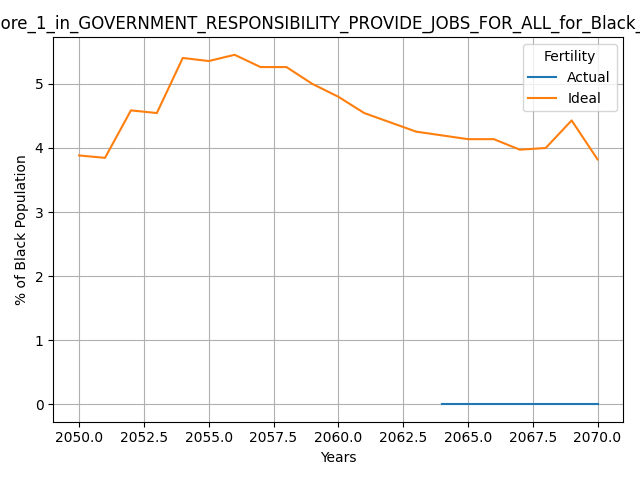 ore_1_in_GOVERNMENT_RESPONSIBILITY_PROVIDE_JOBS_FOR_ALL_for_Black_
Fertility
Actual
Ideal
% of Black Population
5
4
3
2
1
0
2050.0 2052.5 2055.0 2057.5 2060.0 2062.5 2065.0 2067.5 2070.0
Years